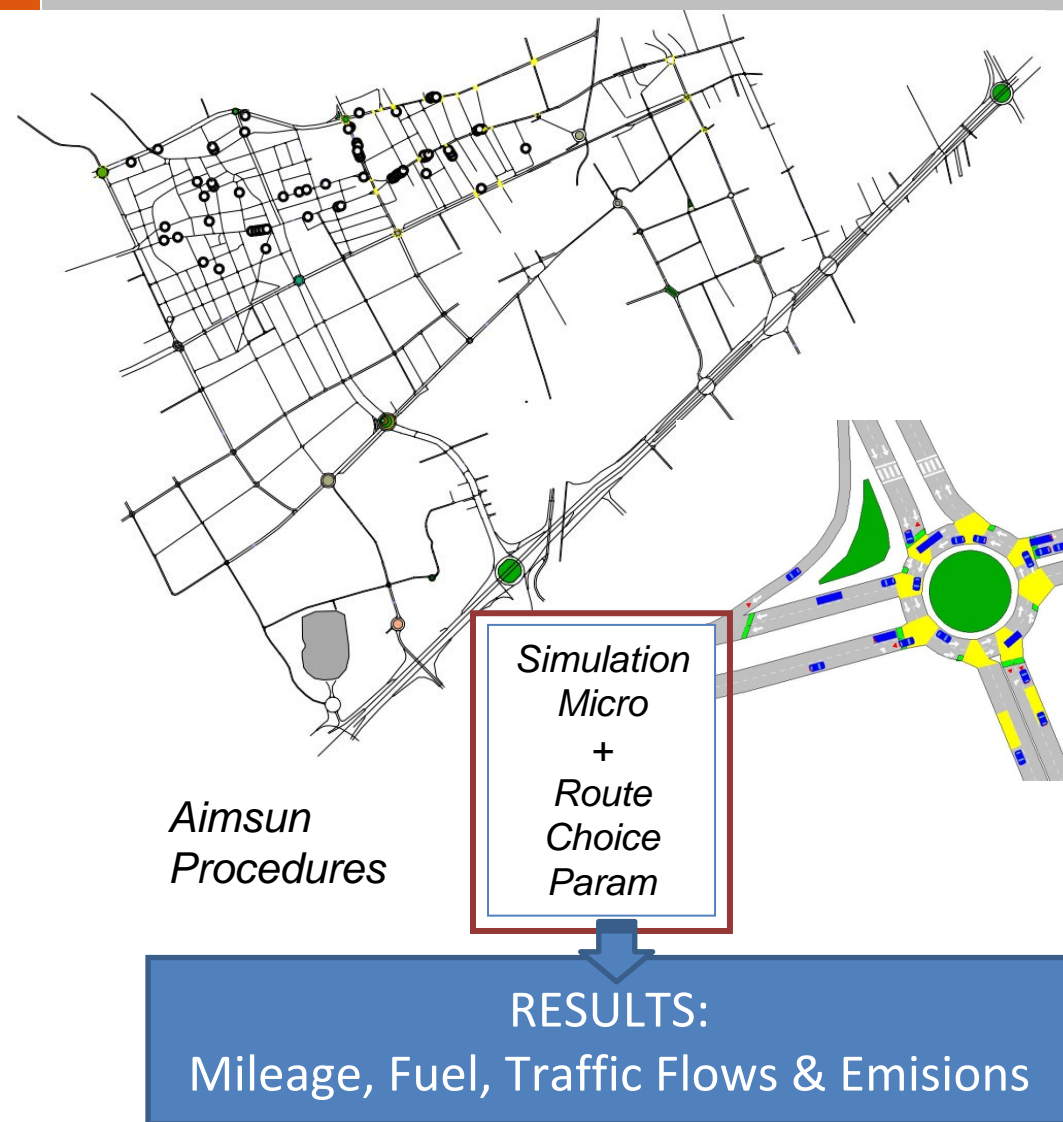 Simulation
Micro
+
Route
Choice
Param
Aimsun
Procedures
RESULTS:
Mileage, Fuel, Traffic Flows & Emisions